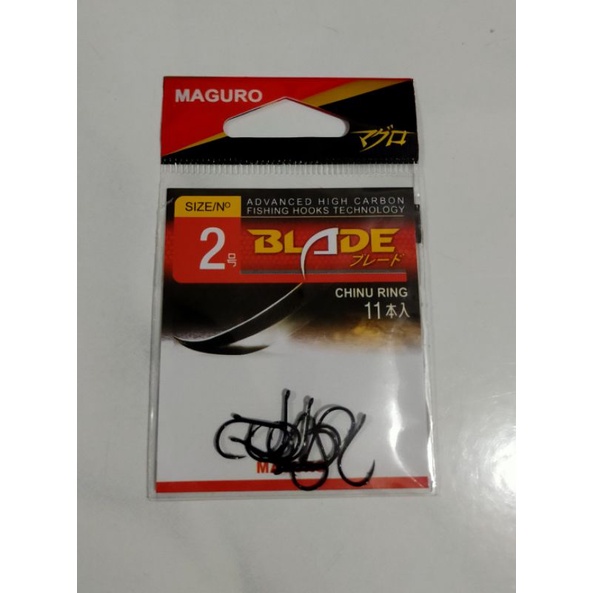 MAGURO
マグロ
SIZE/Nº
2号
ADVANCED HIGH CARBON
FISHING HOOKS TECHNOLOGY
BLADE
ブレード
CHINU RING
11本入